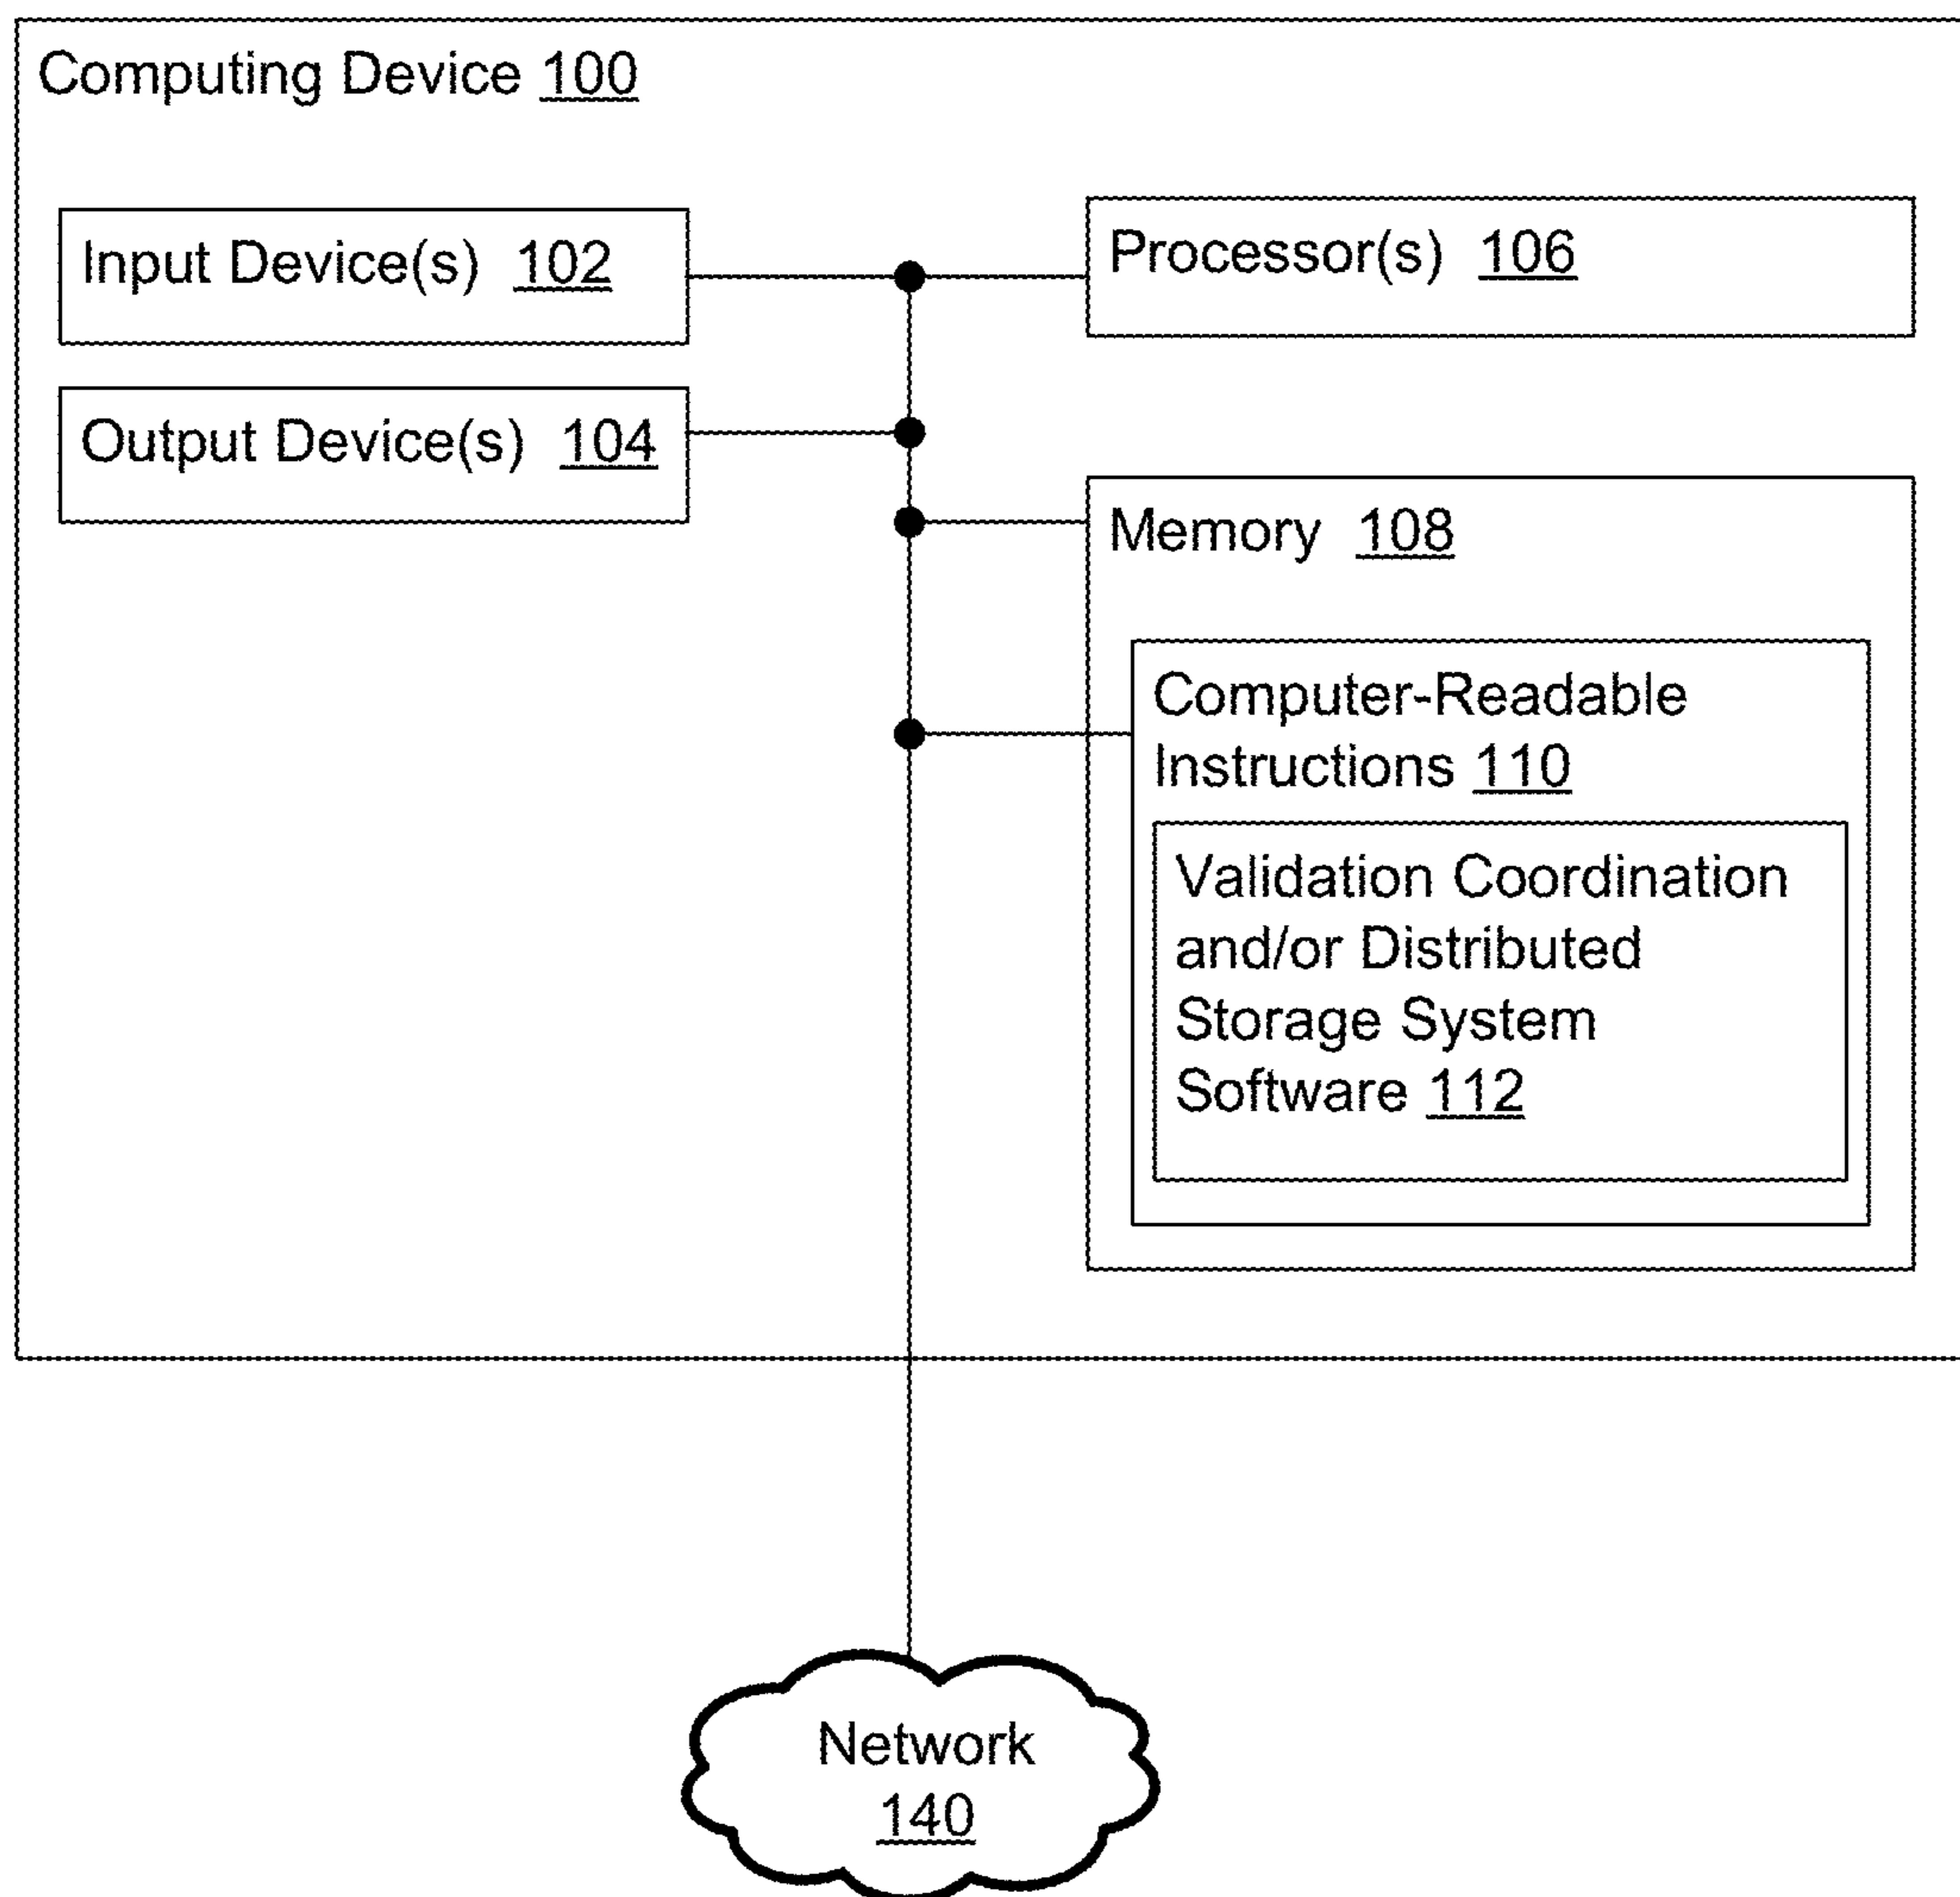 Computing Device 100
Input Device(s) 102
Processor(s) 106
Output Device(s) 104
Memory 108
Computer-Readable
Instructions 110
Validation Coordination
and/or Distributed
Storage System
Software 112
Network
140